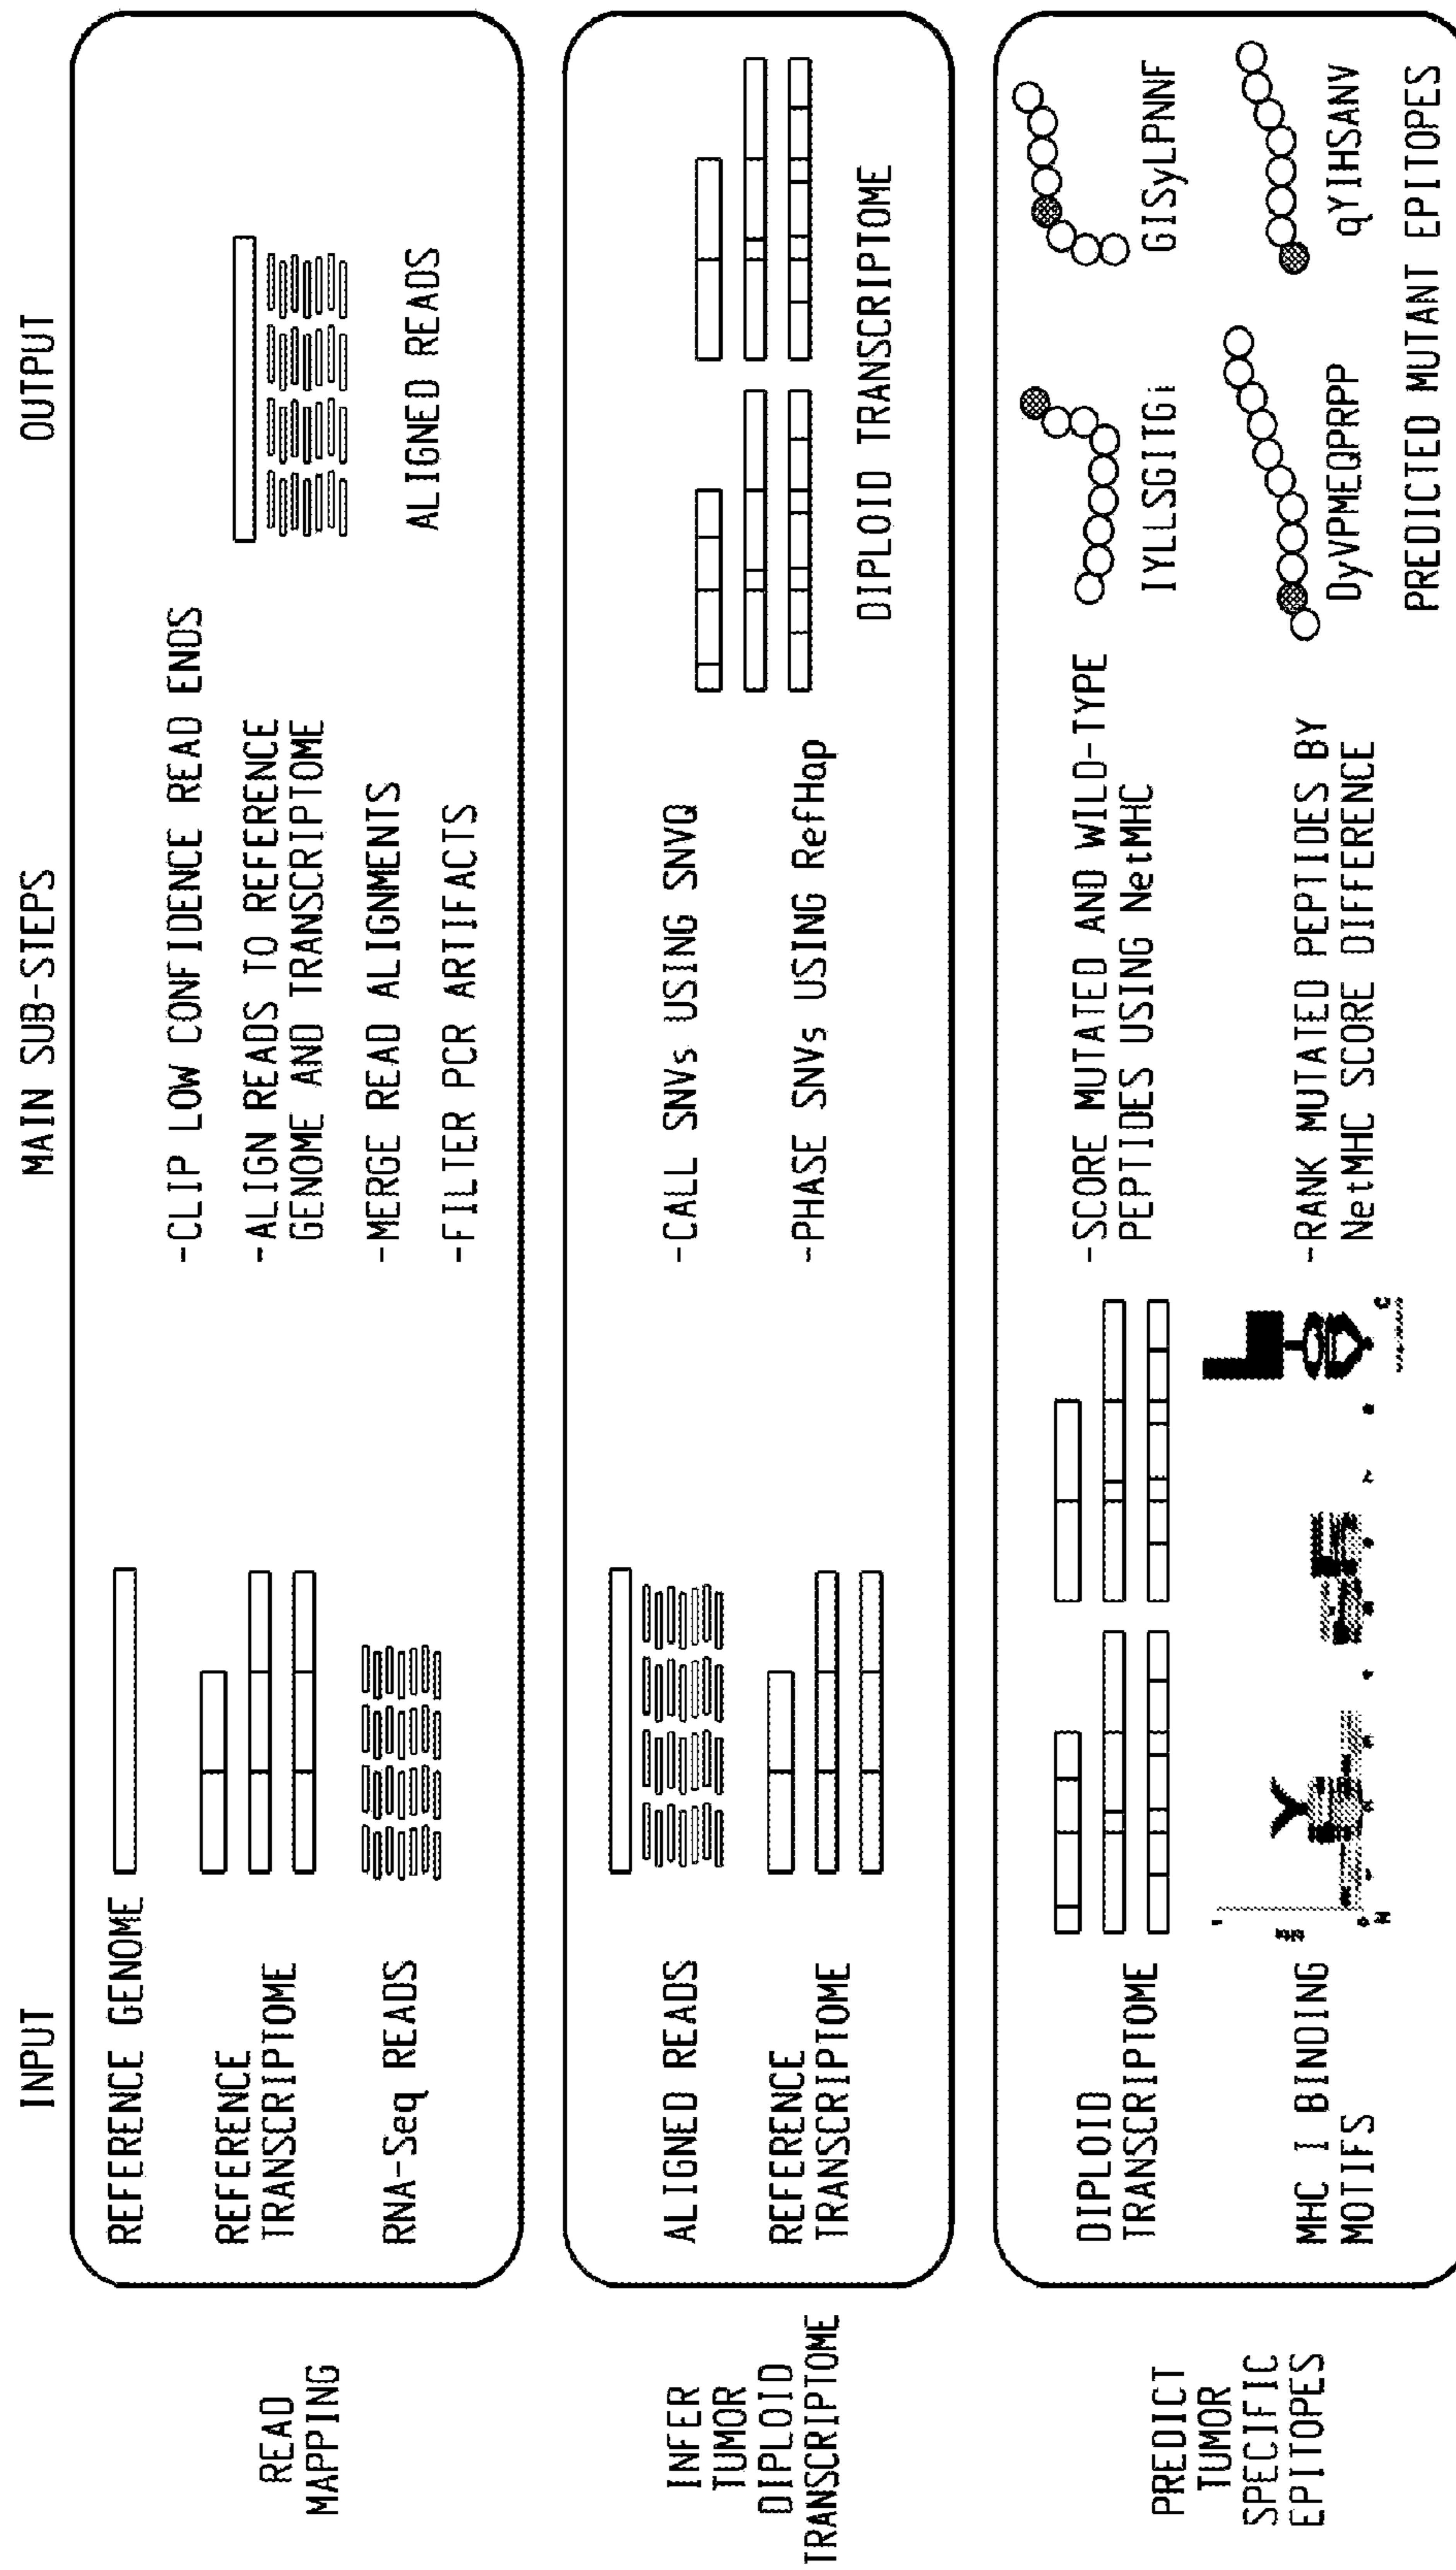 INPUT
MAIN SUB-STEPS
OUTPUT
READ
MAPPING
REFERENCE GENOME
REFERENCE
TRANSCRIPTOME
RNA-Seq READS
-CLIP LOW CONFIDENCE READ ENDS
-ALIGN READS TO REFERENCE
GENOME AND TRANSCRIPTOME
-MERGE READ ALIGNMENTS
-FILTER PCR ARTIFACTS
ALIGNED READS
INFER
TUMOR
DIPLOID
TRANSCRIPTOME
ALIGNED READS
REFERENCE
TRANSCRIPTOME
-CALL SNVs USING SNVQ
-PHASE SNVs USING RefHap
DIPLOID TRANSCRIPTOME
PREDICT
TUMOR
SPECIFIC
EPITOPES
DIPLOID
TRANSCRIPTOME
MHC I BINDING
MOTIFS
-SCORE MUTATED AND WILD-TYPE
PEPTIDES USING NetMHC
-RANK MUTATED PEPTIDES BY
NetMHC SCORE DIFFERENCE
IYLLSGITGi
GISyLPNNF
DyVPMEQPRPP
qYIHSANV
PREDICTED MUTANT EPITOPES